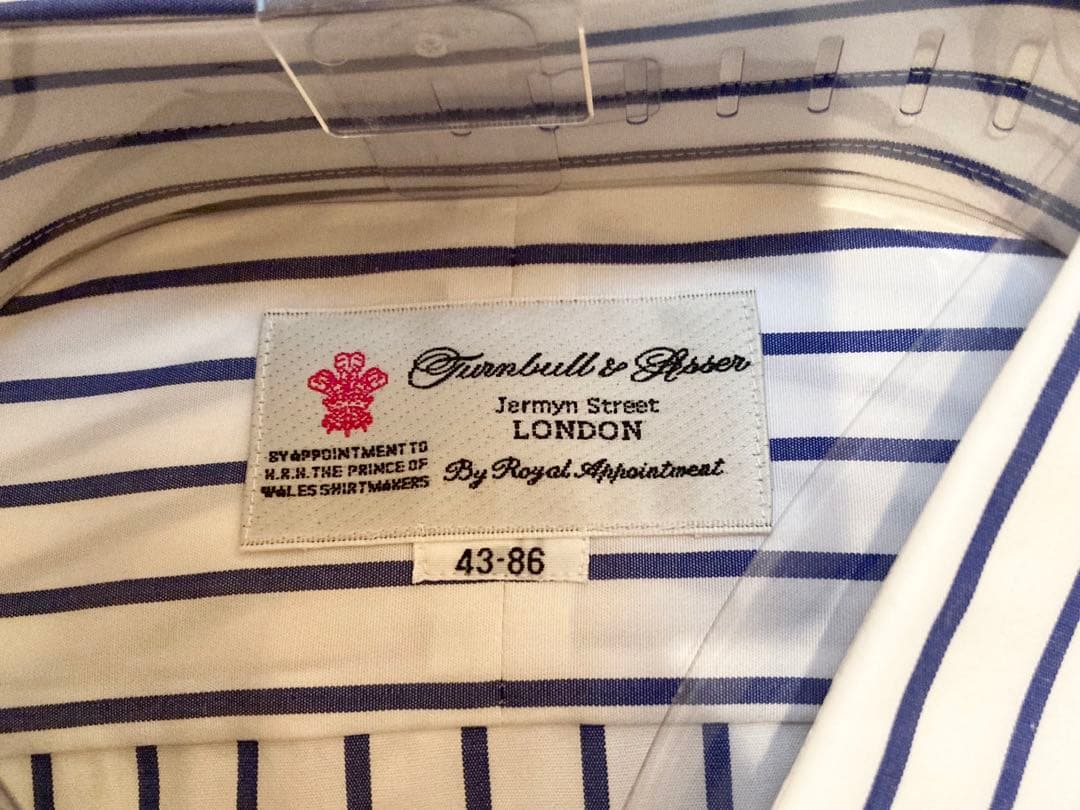 Turnbull & Asser
Jermyn Street
LONDON
By Royal Appointment
BY APPOINTMENT TO
H.R.H. THE PRINCE OF
WALES SHIRTMAKERS
43-86